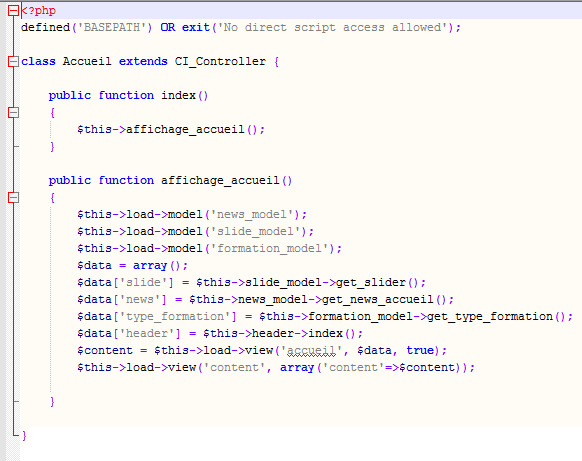 <?php
defined('BASEPATH') OR exit('No direct script access allowed');
class Accueil extends CI_Controller {
public function index()
{
$this->affichage_accueil();
}
public function affichage_accueil()
{
$this->load->model('news_model');
$this->load->model('slide_model');
$this->load->model('formation_model');
$data = array();
$data['slide'] = $this->slide_model->get_slider();
$data['news'] = $this->news_model->get_news_accueil();
$data['type_formation'] = $this->formation_model->get_type_formation();
$data['header'] = $this->header->index();
$content = $this->load->view('accueil', $data, true);
$this->load->view('content', array('content'=>$content));
}
}